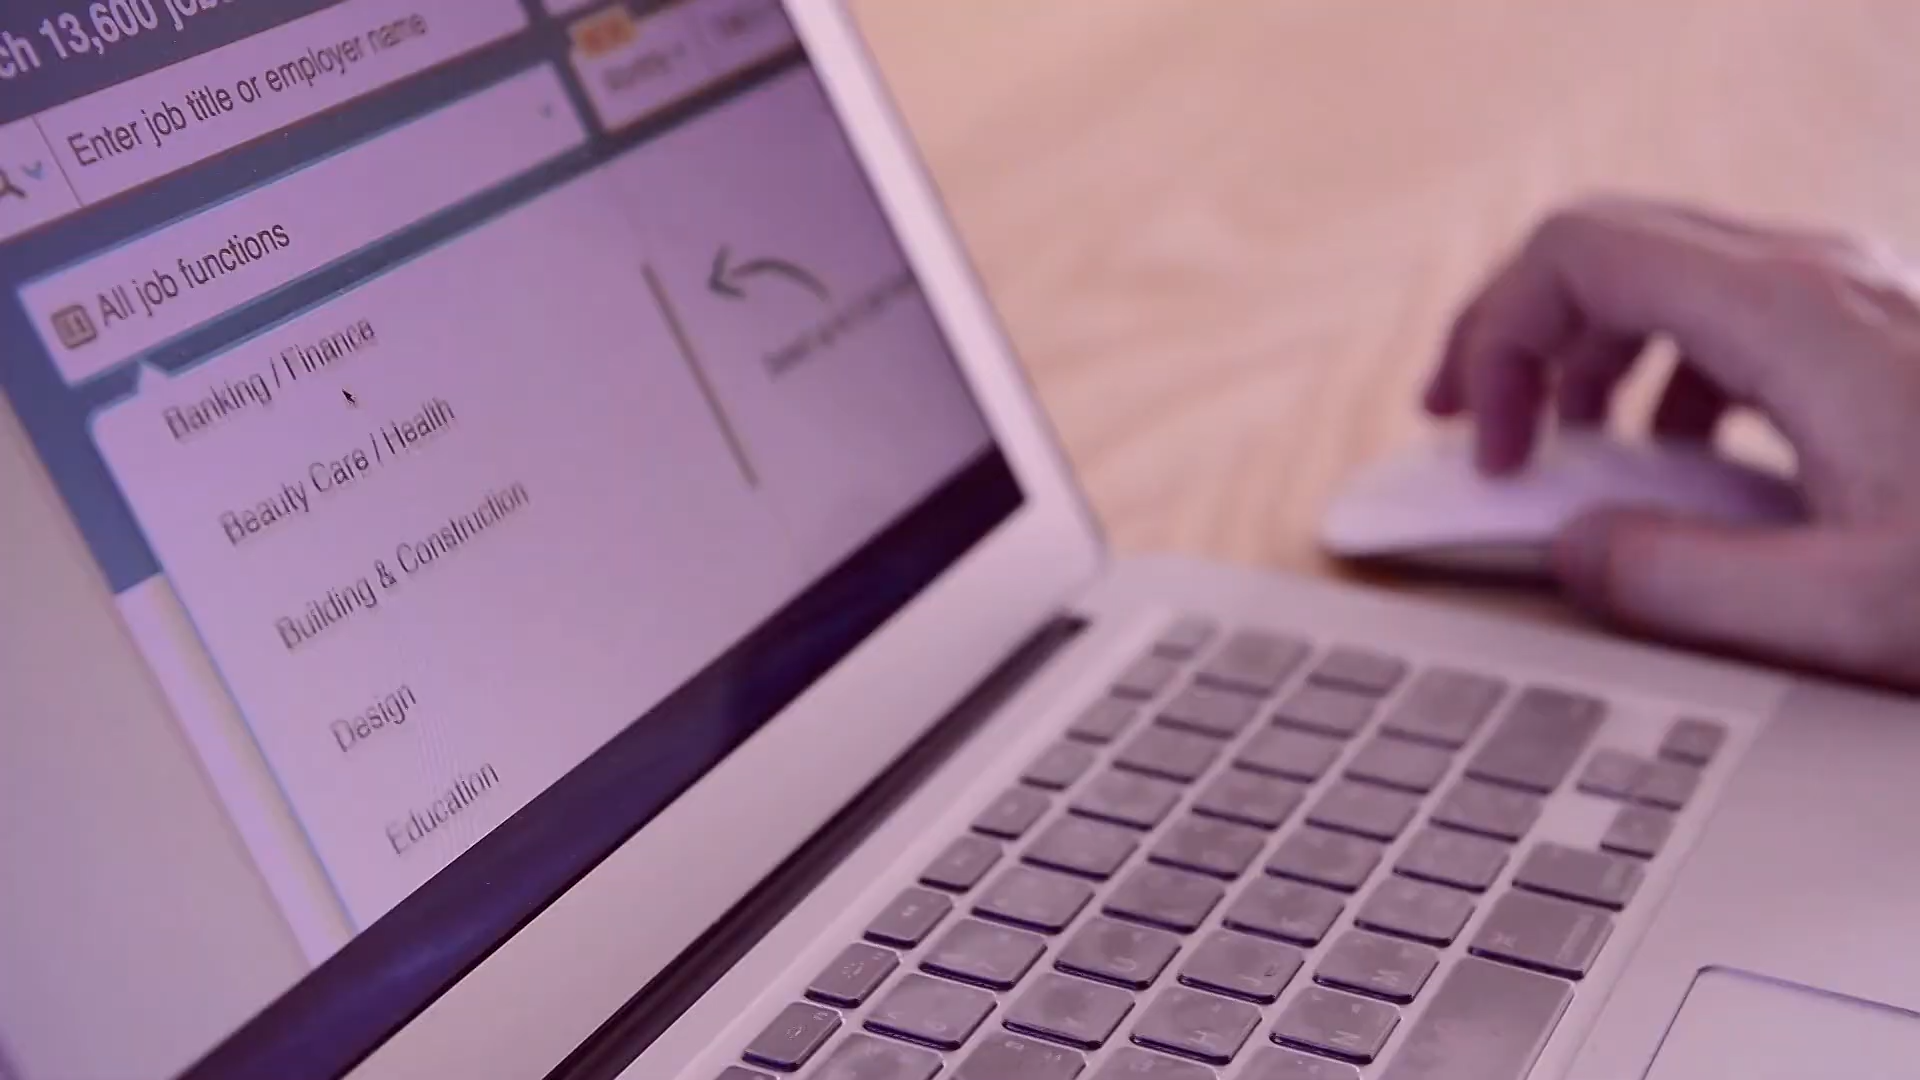 ch 13,600 job
Enter job title or employer name
All job functions
Banking / Finance
Beauty Care / Health
Building & Construction
Design
Education